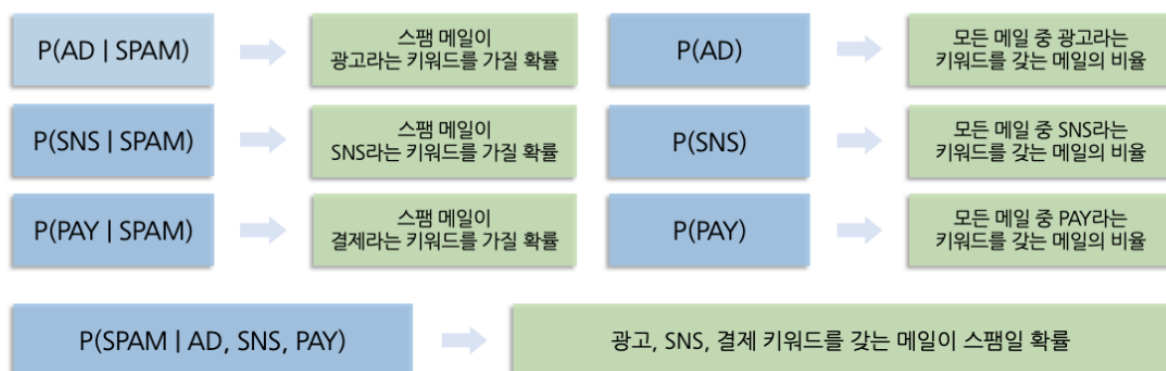 P(AD | SPAM)
스팸 메일이
광고라는 키워드를 가질 확률
P(AD)
모든 메일 중 광고라는
키워드를 갖는 메일의 비율
P(SNS | SPAM)
스팸 메일이
SNS라는 키워드를 가질 확률
P(SNS)
모든 메일 중 SNS라는
키워드를 갖는 메일의 비율
P(PAY | SPAM)
스팸 메일이
결제라는 키워드를 가질 확률
P(PAY)
모든 메일 중 PAY라는
키워드를 갖는 메일의 비율
P(SPAM | AD, SNS, PAY)
광고, SNS, 결제 키워드를 갖는 메일이 스팸일 확률